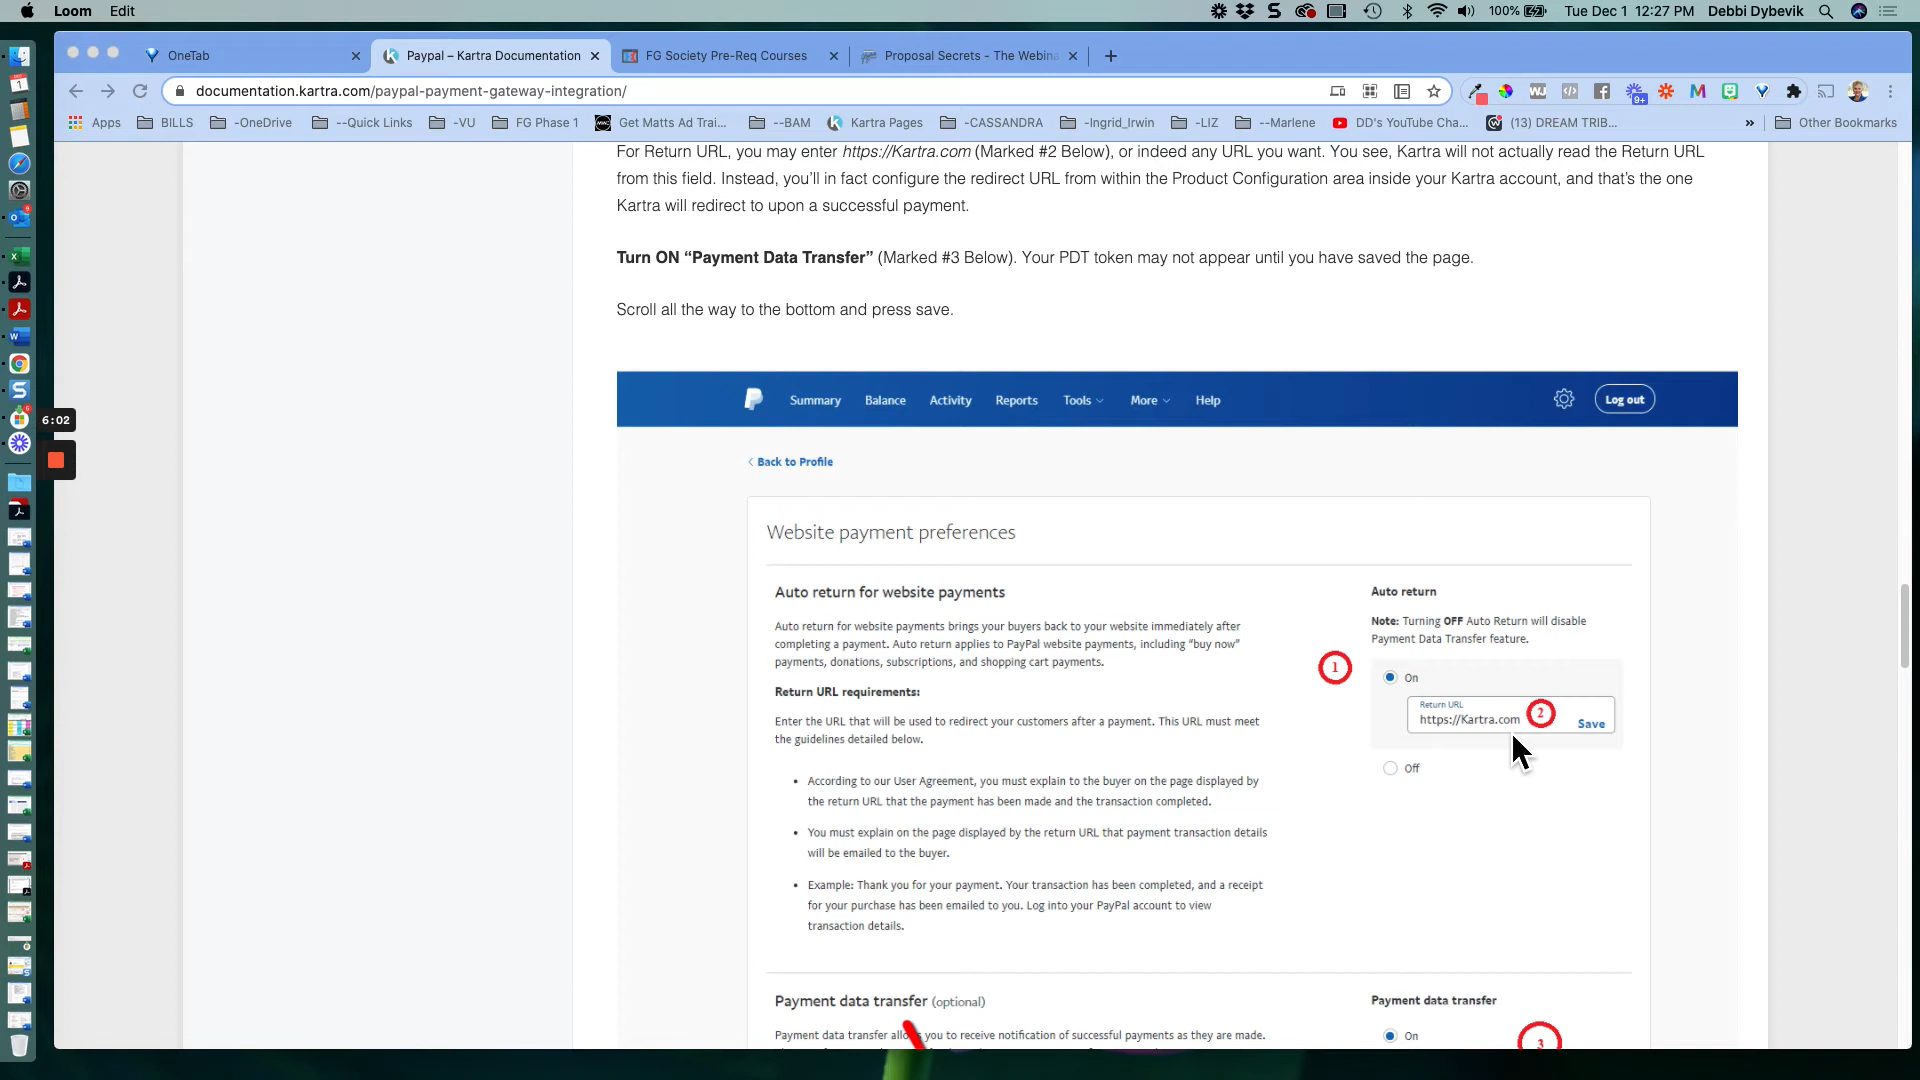 Loom Edit
100% Tue Dec 1 12:27 PM Debbi Dybevik
OneTab
Paypal – Kartra Documentation
FG Society Pre-Req Courses
Proposal Secrets - The Webina
documentation.kartra.com/paypal-payment-gateway-integration/
Apps BILLS -OneDrive --Quick Links -VU FG Phase 1 Get Matts Ad Trai... --BAM Kartra Pages -CASSANDRA -Ingrid_Irwin -LIZ --Marlene DD's YouTube Cha... (13) DREAM TRIB... » Other Bookmarks
For Return URL, you may enter https://Kartra.com (Marked #2 Below), or indeed any URL you want. You see, Kartra will not actually read the Return URL
from this field. Instead, you’ll in fact configure the redirect URL from within the Product Configuration area inside your Kartra account, and that’s the one
Kartra will redirect to upon a successful payment.
Turn ON “Payment Data Transfer” (Marked #3 Below). Your PDT token may not appear until you have saved the page.
Scroll all the way to the bottom and press save.
6:02
Summary Balance Activity Reports Tools More Help Log out
Back to Profile
Website payment preferences
Auto return for website payments
Auto return for website payments brings your buyers back to your website immediately after
completing a payment. Auto return applies to PayPal website payments, including “buy now”
payments, donations, subscriptions, and shopping cart payments.
Return URL requirements:
Enter the URL that will be used to redirect your customers after a payment. This URL must meet
the guidelines detailed below.
• According to our User Agreement, you must explain to the buyer on the page displayed by
the return URL that the payment has been made and the transaction completed.
• You must explain on the page displayed by the return URL that payment transaction details
will be emailed to the buyer.
• Example: Thank you for your payment. Your transaction has been completed, and a receipt
for your purchase has been emailed to you. Log into your PayPal account to view
transaction details.
Auto return
Note: Turning OFF Auto Return will disable
Payment Data Transfer feature.
1
On
Return URL
https://Kartra.com 2 Save
Off
Payment data transfer (optional)
Payment data transfer allows you to receive notification of successful payments as they are made.
Payment data transfer
On
3